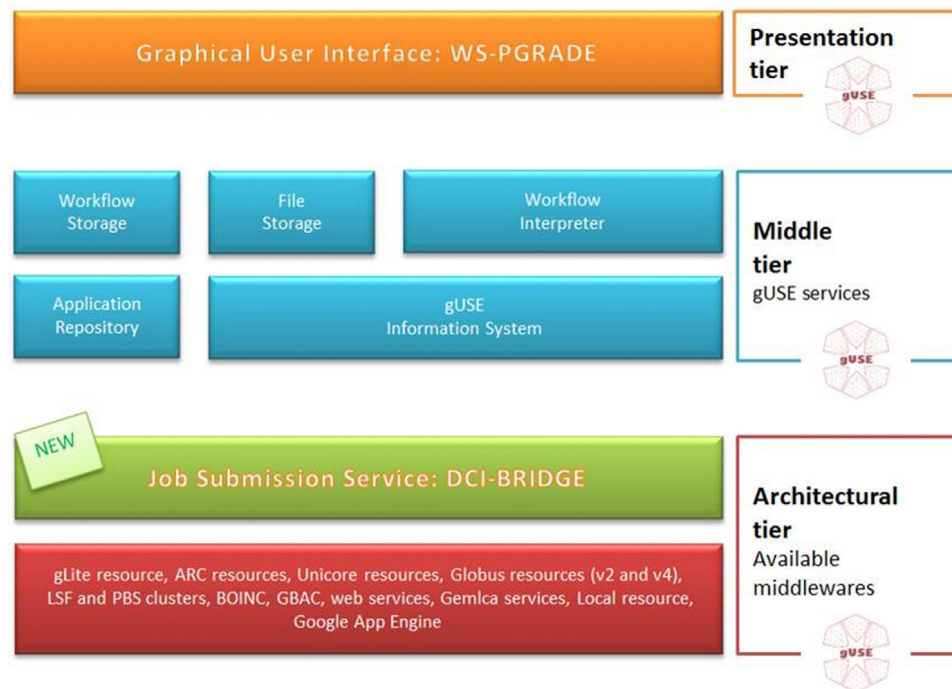 Graphical User Interface: WS-PGRADE
Presentation
tier
gUSE
Workflow
Storage
File
Storage
Workflow
Interpreter
Application
Repository
gUSE
Information System
Middle
tier
gUSE services
gUSE
NEW
Job Submission Service: DCI-BRIDGE
gLite resource, ARC resources, Unicore resources, Globus resources (v2 and v4),
LSF and PBS clusters, BOINC, GBAC, web services, Gemlca services, Local resource,
Google App Engine
Architectural
tier
Available
middlewares
gUSE